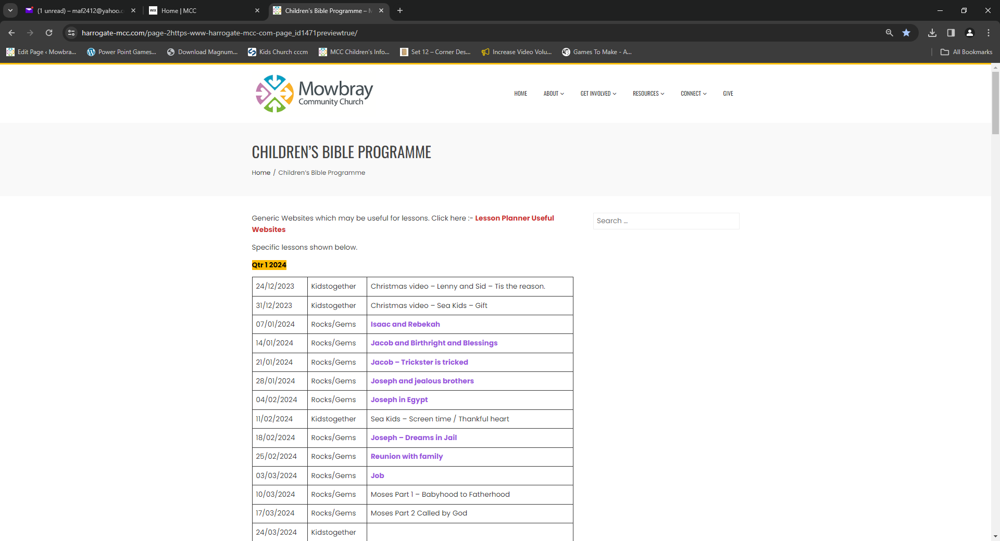 (1 unread) – maf2412@yahoo.c
WiX Home | MCC
Children's Bible Programme – M
harrogate-mcc.com/page-2https-www-harrogate-mcc-com-page_id1471previewtrue/
Edit Page ‹ Mowbra...
Power Point Games...
Download Magnum...
Kids Church cccm
MCC Children's Info...
Set 12 – Corner Des...
Increase Video Volu...
Games To Make - A...
All Bookmarks
Mowbray
Community Church
HOME
ABOUT
GET INVOLVED
RESOURCES
CONNECT
GIVE
CHILDREN'S BIBLE PROGRAMME
Home / Children's Bible Programme
Generic Websites which may be useful for lessons. Click here :- Lesson Planner Useful
Websites
Search …
Specific lessons shown below.
Qtr 1 2024
24/12/2023 Kidstogether Christmas video – Lenny and Sid – Tis the reason.
31/12/2023 Kidstogether Christmas video – Sea Kids – Gift
07/01/2024 Rocks/Gems Isaac and Rebekah
14/01/2024 Rocks/Gems Jacob and Birthright and Blessings
21/01/2024 Rocks/Gems Jacob – Trickster is tricked
28/01/2024 Rocks/Gems Joseph and jealous brothers
04/02/2024 Rocks/Gems Joseph in Egypt
11/02/2024 Kidstogether Sea Kids – Screen time / Thankful heart
18/02/2024 Rocks/Gems Joseph – Dreams in Jail
25/02/2024 Rocks/Gems Reunion with family
03/03/2024 Rocks/Gems Job
10/03/2024 Rocks/Gems Moses Part 1 – Babyhood to Fatherhood
17/03/2024 Rocks/Gems Moses Part 2 Called by God
24/03/2024 Kidstogether